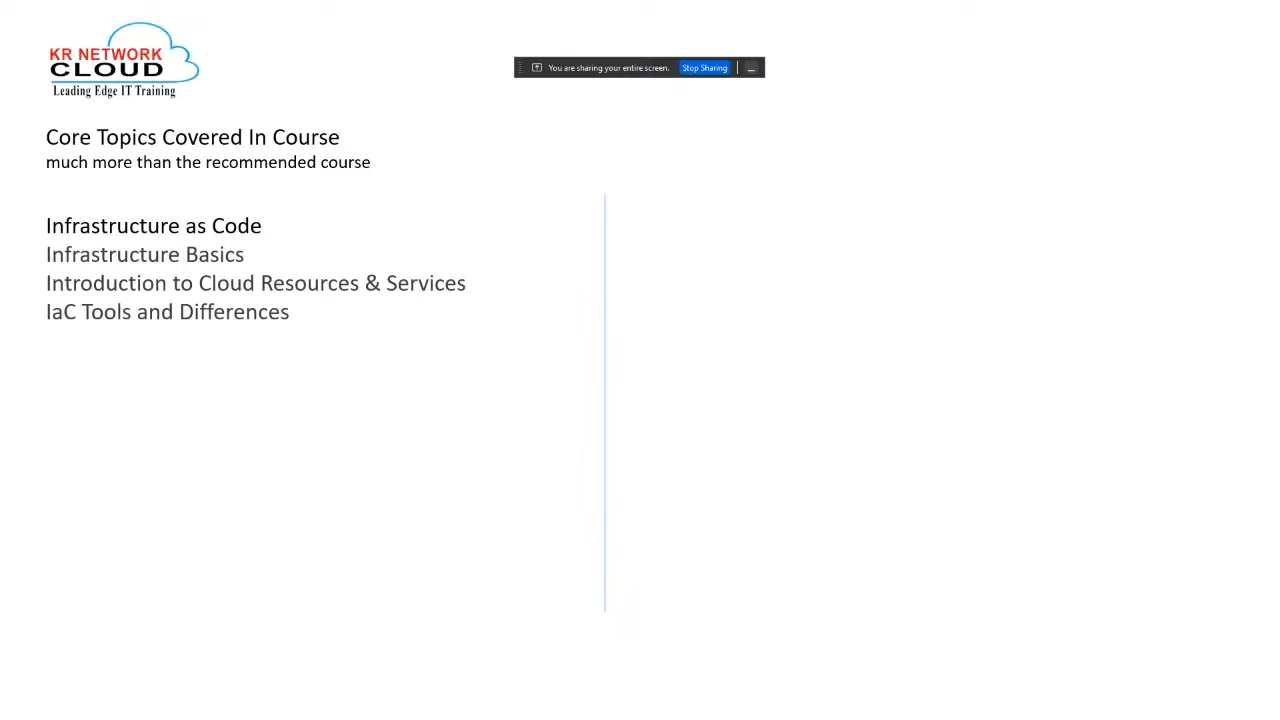 KR NETWORK
CLOUD
Leading Edge IT Training
You are sharing your entire screen.
Stop Sharing
Core Topics Covered In Course
much more than the recommended course
Infrastructure as Code
Infrastructure Basics
Introduction to Cloud Resources & Services
IaC Tools and Differences